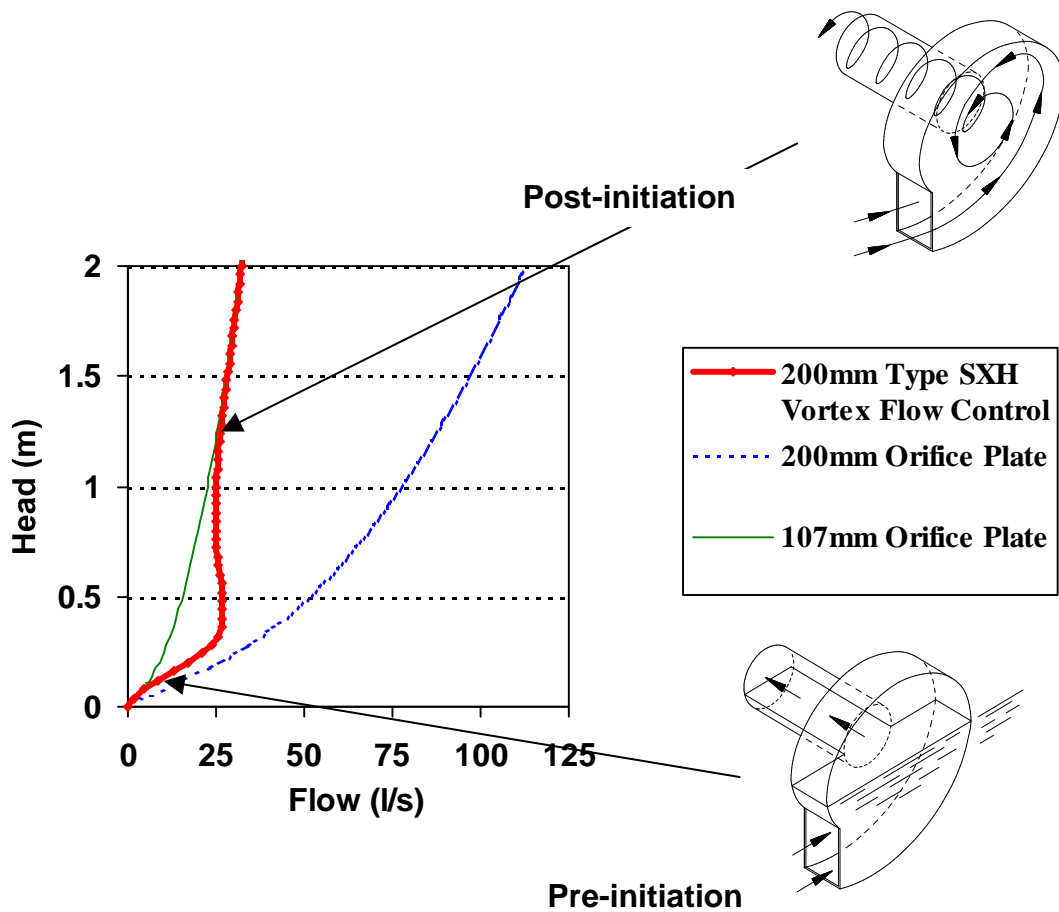 Post-initiation
2
1.5
1
0.5
0
Head (m)
0 25 50 75 100 125
Flow (l/s)
200mm Type SXH
Vortex Flow Control
200mm Orifice Plate
107mm Orifice Plate
Pre-initiation